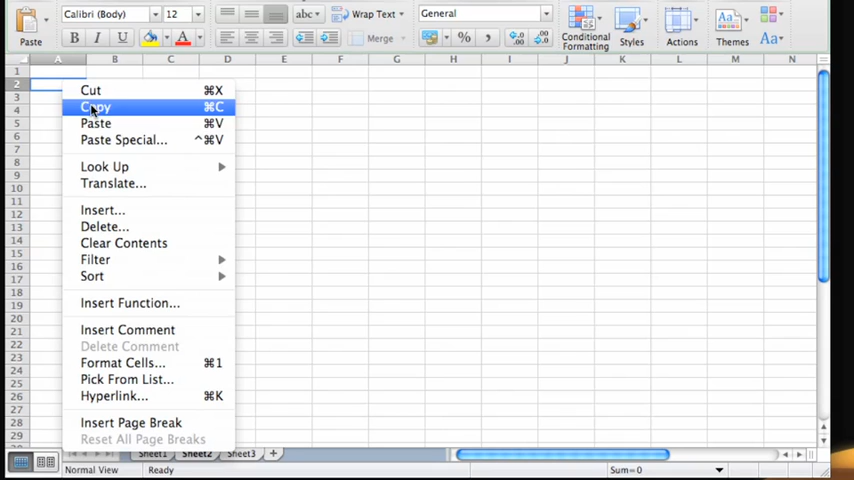 Calibri (Body) 12 abc Wrap Text General
Paste B I U A Merge % , .0 .00 Conditional Formatting Styles Actions Themes Aa
A B C D E F G H I J K L M N
1
2
3
4
5
6
7
8
9
10
11
12
13
14
15
16
17
18
19
20
21
22
23
24
25
26
27
28
29
Cut ⌘X
Copy ⌘C
Paste ⌘V
Paste Special... ^⌘V
Look Up
Translate...
Insert...
Delete...
Clear Contents
Filter
Sort
Insert Function...
Insert Comment
Delete Comment
Format Cells... ⌘1
Pick From List...
Hyperlink... ⌘K
Insert Page Break
Reset All Page Breaks
Sheet1 Sheet2 Sheet3
Normal View Ready Sum=0